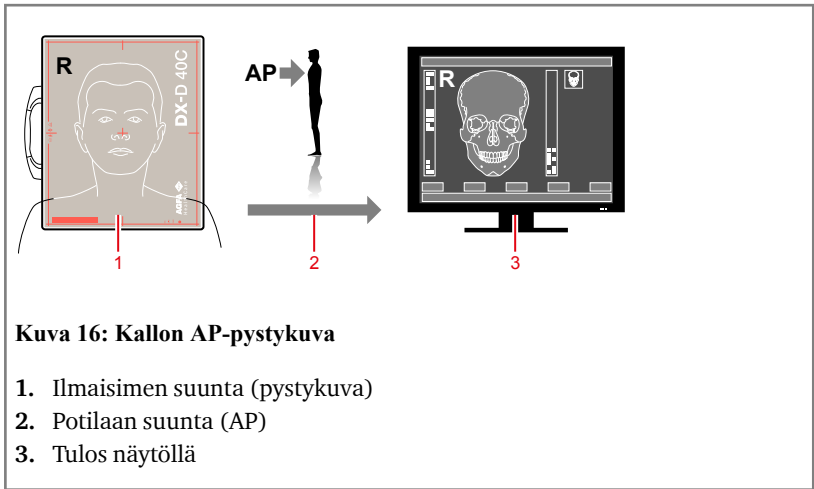 R
DX-D 40C
AGFA
HEALTHCARE
AP
R
1
2
3
Kuva 16: Kallon AP-pystykuva
1. Ilmaisimen suunta (pystykuva)
2. Potilaan suunta (AP)
3. Tulos näytöllä